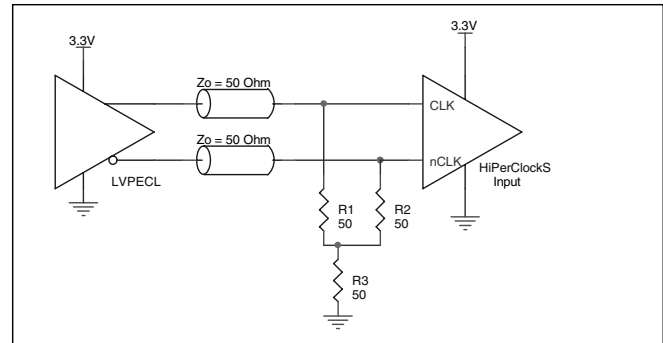 3.3V
3.3V
Zo = 50 Ohm
CLK
Zo = 50 Ohm
nCLK
LVPECL
HiPerClockS
Input
R1
50
R2
50
R3
50